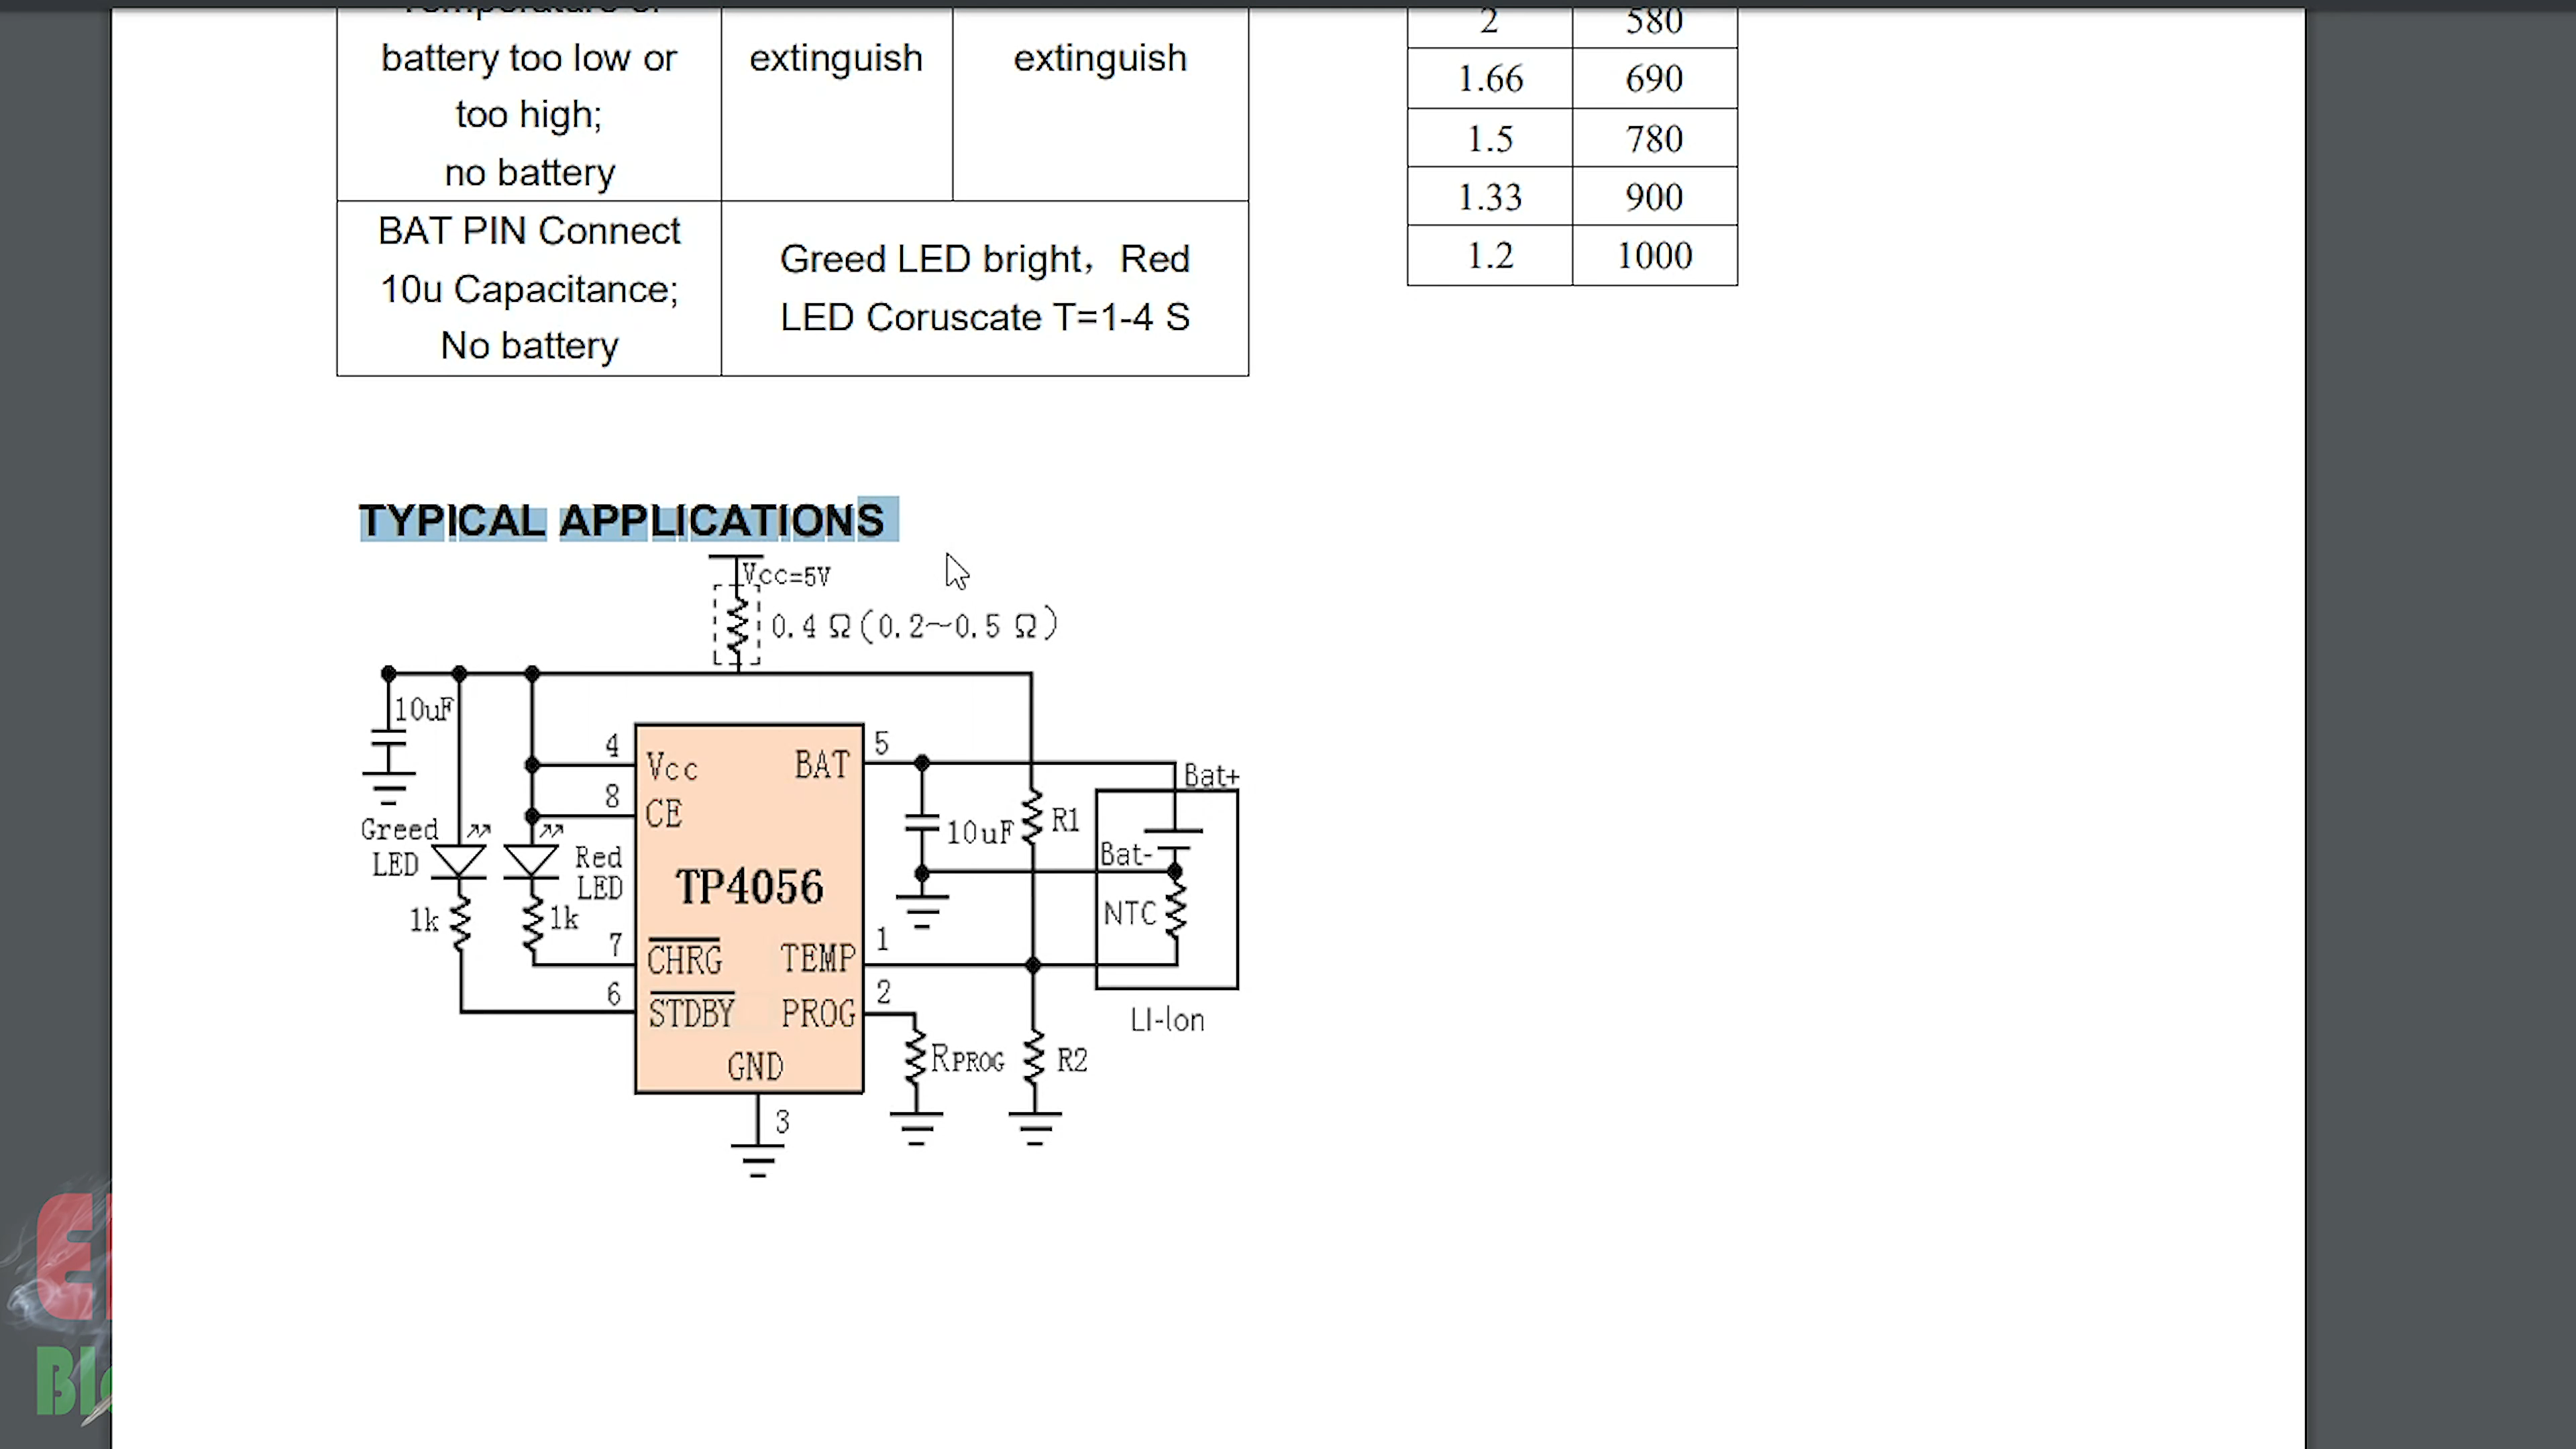 battery too low or
too high;
no battery
extinguish
extinguish
BAT PIN Connect
10u Capacitance;
No battery
Greed LED bright, Red
LED Coruscate T=1-4 S
2 580
1.66 690
1.5 780
1.33 900
1.2 1000
TYPICAL APPLICATIONS
Vcc=5V
0.4 Ω(0.2~0.5 Ω)
10uF
4
Vcc
BAT
5
Bat+
8
CE
Greed
LED
Red
LED
10uF
R1
Bat-
TP4056
1k
1k
NTC
7
CHRG
TEMP
1
6
STDBY
PROG
2
LI-Ion
GND
RPROG
R2
3